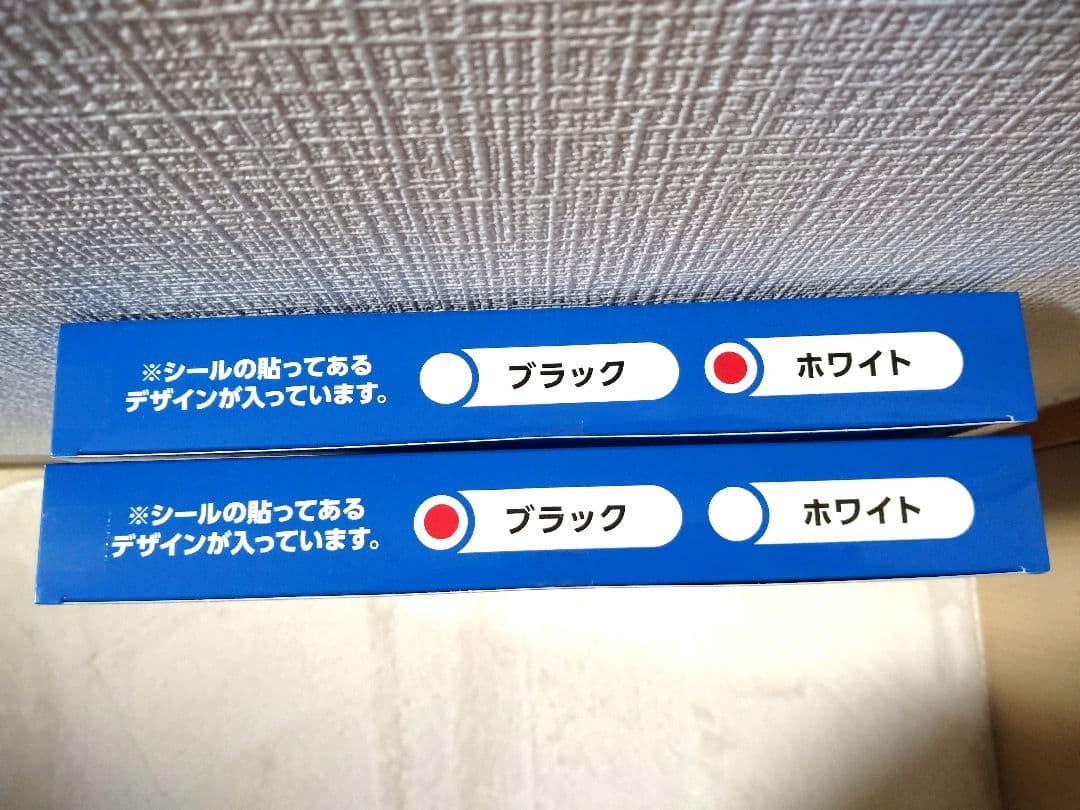 ※シールの貼ってある
デザインが入っています。
ブラック
ホワイト
※シールの貼ってある
デザインが入っています。
ブラック
ホワイト